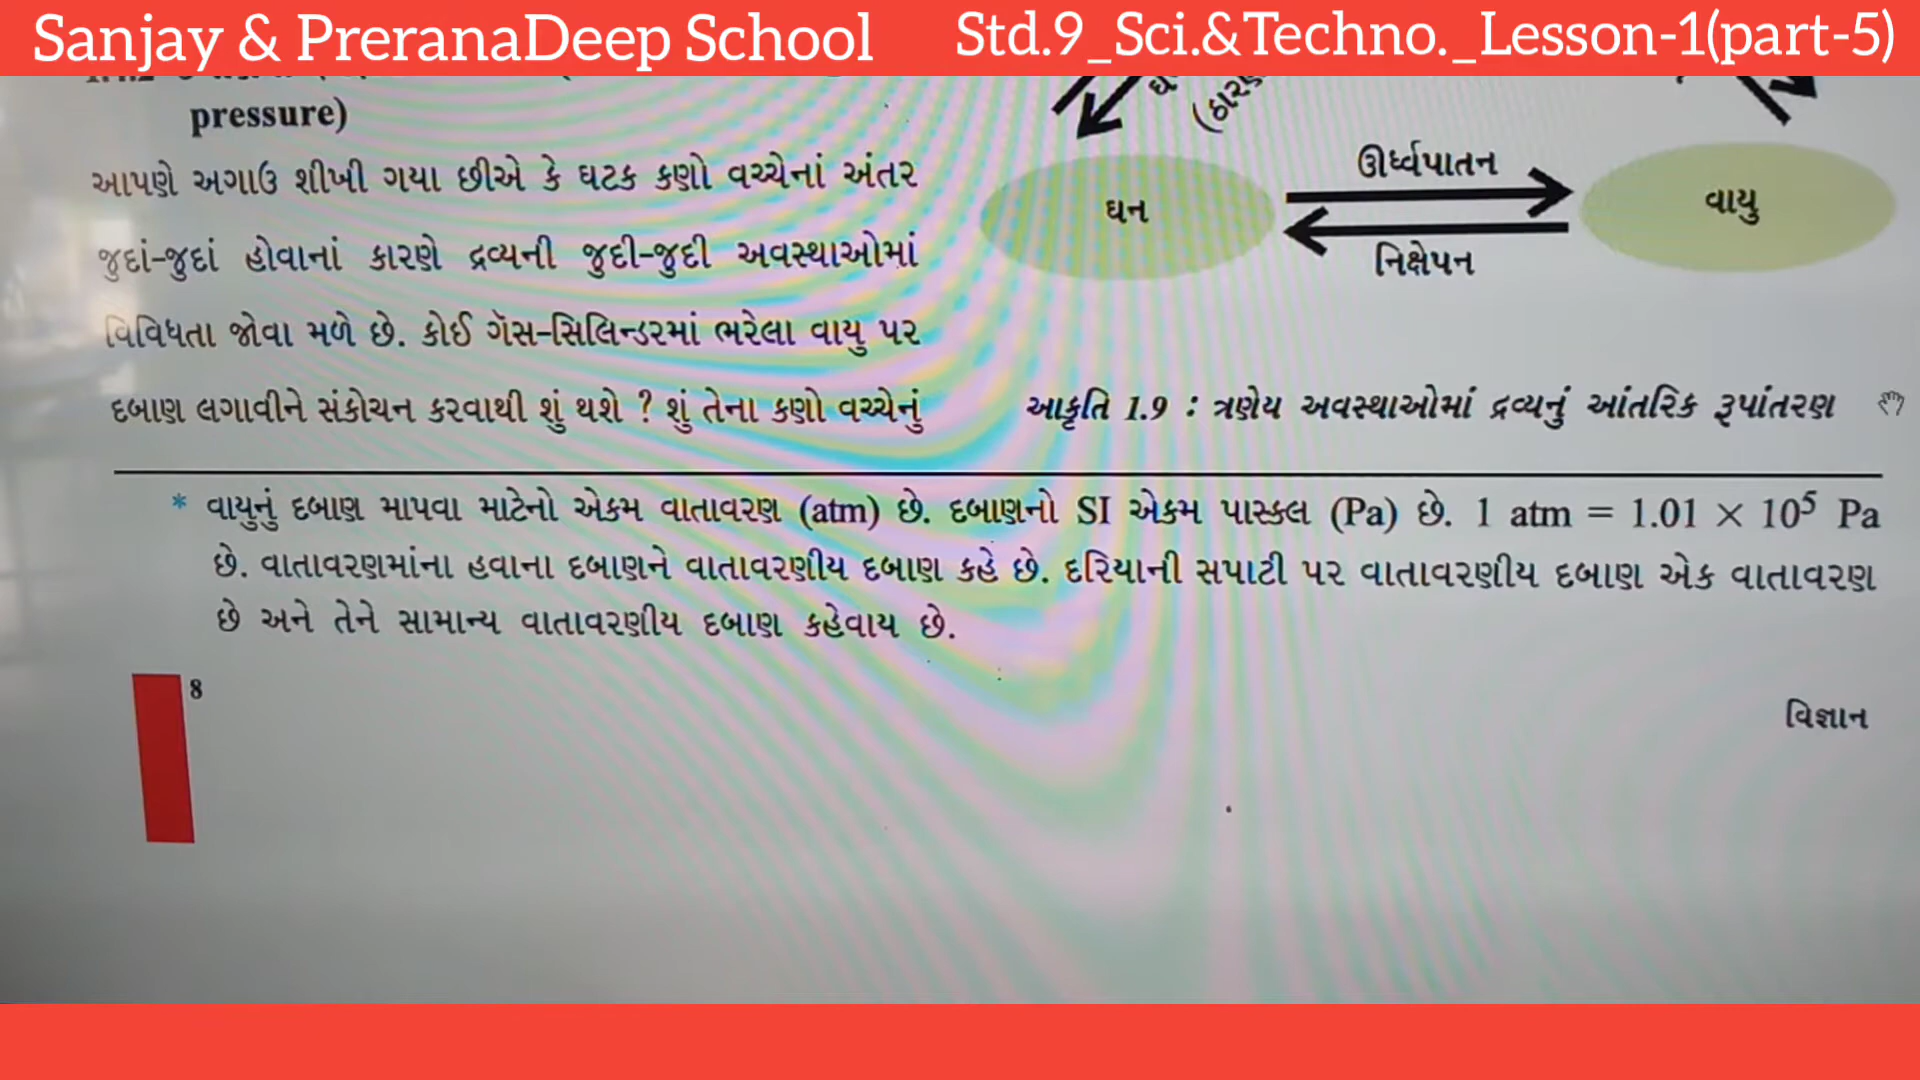 Sanjay & PreranaDeep School
Std.9_Sci.&Techno._Lesson-1(part-5)
pressure)
આપણે અગાઉ શીખી ગયા છીએ કે ઘટક કણો વચ્ચેનાં અંતર
જુદાં-જુદાં હોવાનાં કારણે દ્રવ્યની જુદી-જુદી અવસ્થાઓમાં
વિવિધતા જોવા મળે છે. કોઈ ગૅસ-સિલિન્ડરમાં ભરેલા વાયુ પર
દબાણ લગાવીને સંકોચન કરવાથી શું થશે ? શું તેના કણો વચ્ચેનું
ઊર્ધ્વપાતન
ઘન
વાયુ
નિક્ષેપન
આકૃતિ 1.9 : ત્રણેય અવસ્થાઓમાં દ્રવ્યનું આંતરિક રૂપાંતરણ
* વાયુનું દબાણ માપવા માટેનો એકમ વાતાવરણ (atm) છે. દબાણનો SI એકમ પાસ્કલ (Pa) છે. 1 atm = 1.01 × 10⁵ Pa
છે. વાતાવરણમાંના હવાના દબાણને વાતાવરણીય દબાણ કહે છે. દરિયાની સપાટી પર વાતાવરણીય દબાણ એક વાતાવરણ
છે અને તેને સામાન્ય વાતાવરણીય દબાણ કહેવાય છે.
8
વિજ્ઞાન